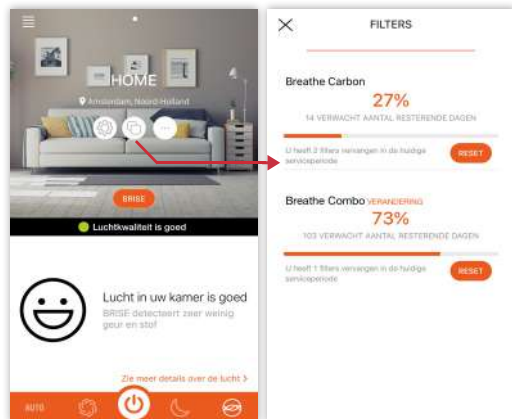 HOME
Amsterdam, Noord-Holland
BRISE
Luchtkwaliteit is goed
Lucht in uw kamer is goed
BRISE detecteert zeer weinig
geur en stof
Zie meer details over de lucht >
AUTO
FILTERS
Breathe Carbon
27%
14 VERWACHT AANTAL RESTERENDE DAGEN
U heeft 2 filters vervangen in de huidige
serviceperiode
RESET
Breathe Combo VERANDERING
73%
103 VERWACHT AANTAL RESTERENDE DAGEN
U heeft 1 filters vervangen in de huidige
serviceperiode
RESET